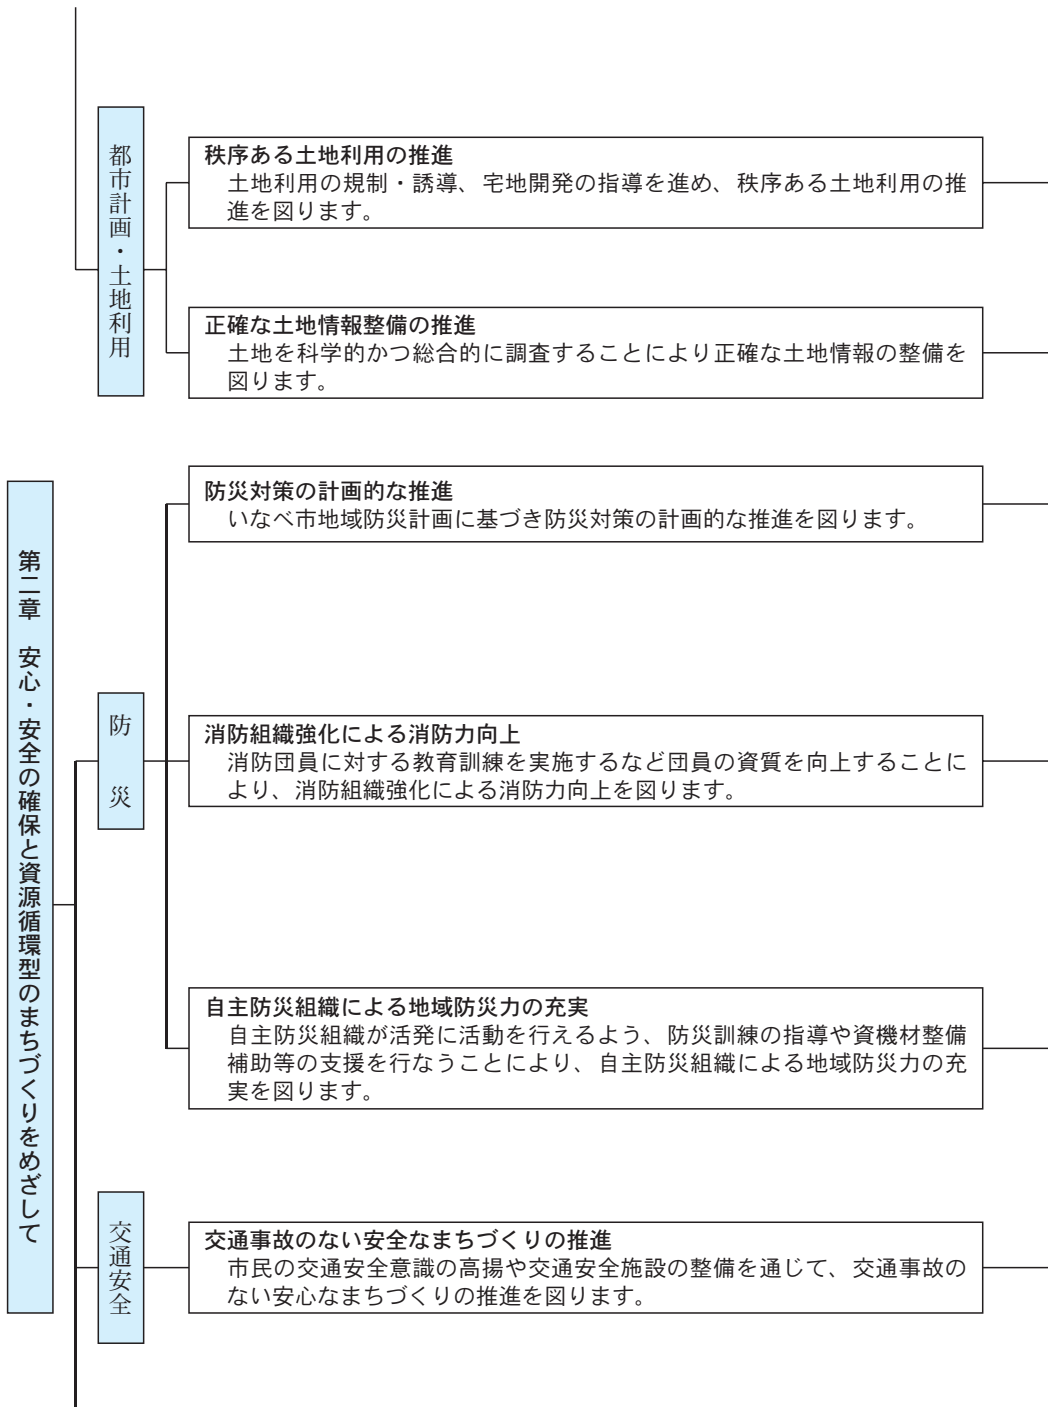 都市計画・土地利用
秩序ある土地利用の推進
土地利用の規制・誘導、宅地開発の指導を進め、秩序ある土地利用の推
進を図ります。
正確な土地情報整備の推進
土地を科学的かつ総合的に調査することにより正確な土地情報の整備を
図ります。
第二章　安心・安全の確保と資源循環型のまちづくりをめざして
防災
防災対策の計画的な推進
いなべ市地域防災計画に基づき防災対策の計画的な推進を図ります。
消防組織強化による消防力向上
消防団員に対する教育訓練を実施するなど団員の資質を向上することに
より、消防組織強化による消防力向上を図ります。
自主防災組織による地域防災力の充実
自主防災組織が活発に活動を行えるよう、防災訓練の指導や資機材整備
補助等の支援を行なうことにより、自主防災組織による地域防災力の充
実を図ります。
交通安全
交通事故のない安全なまちづくりの推進
市民の交通安全意識の高揚や交通安全施設の整備を通じて、交通事故の
ない安心なまちづくりの推進を図ります。